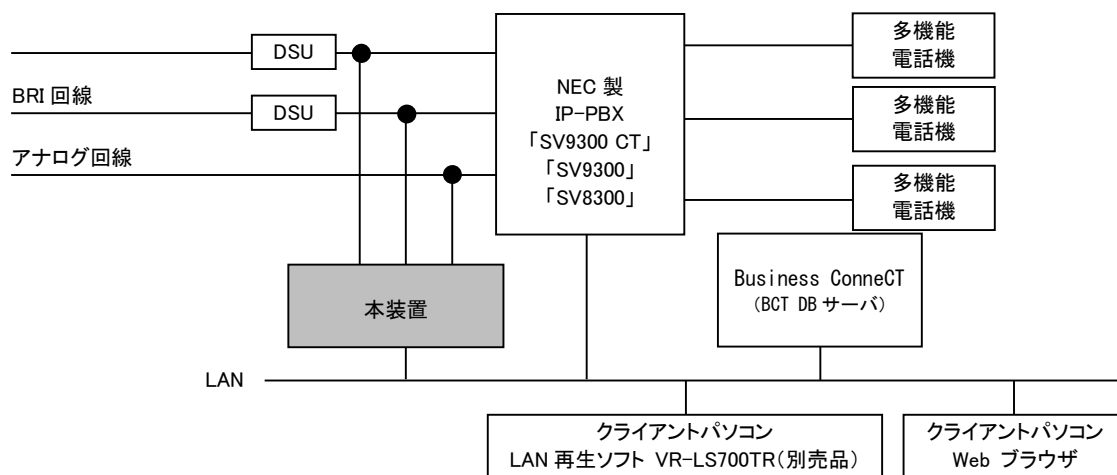 DSU
多機能
電話機
BRI 回線
DSU
NEC 製
IP-PBX
「SV9300 CT」
「SV9300」
「SV8300」
多機能
電話機
アナログ回線
多機能
電話機
本装置
Business ConneCT
(BCT DB サーバ)
LAN
クライアントパソコン
LAN 再生ソフト VR-LS700TR(別売品)
クライアントパソコン
Web ブラウザ